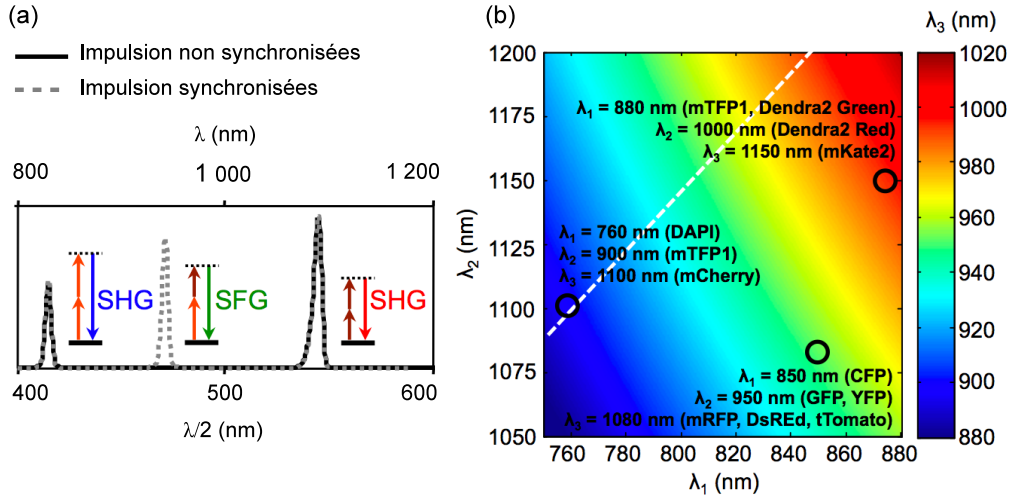 (a)
Impulsion non synchronisées
Impulsion synchronisées
λ (nm)
800 1 000 1 200
SHG SFG SHG
400 500 600
λ/2 (nm)
(b)
λ₃ (nm)
λ₂ (nm)
1200
1175
1150
1125
1100
1075
1050
λ₁ = 880 nm (mTFP1, Dendra2 Green)
λ₂ = 1000 nm (Dendra2 Red)
λ₃ = 1150 nm (mKate2)
λ₁ = 760 nm (DAPI)
λ₂ = 900 nm (mTFP1)
λ₃ = 1100 nm (mCherry)
λ₁ = 850 nm (CFP)
λ₂ = 950 nm (GFP, YFP)
λ₃ = 1080 nm (mRFP, DsREd, tTomato)
760 780 800 820 840 860 880
λ₁ (nm)
1020
1000
980
960
940
920
900
880